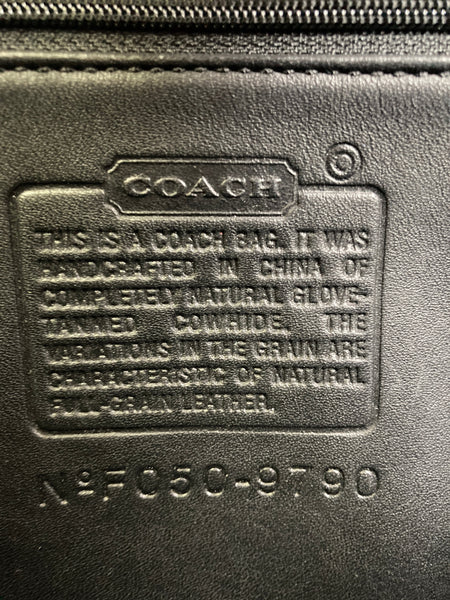 COACH
THIS IS A COACH BAG. IT WAS
HANDCRAFTED IN CHINA OF
COMPLETELY NATURAL GLOVE-
TANNED COWHIDE. THE
VARIATIONS IN THE GRAIN ARE
CHARACTERISTIC OF NATURAL
FULL-GRAIN LEATHER.
NºFC5C-9790